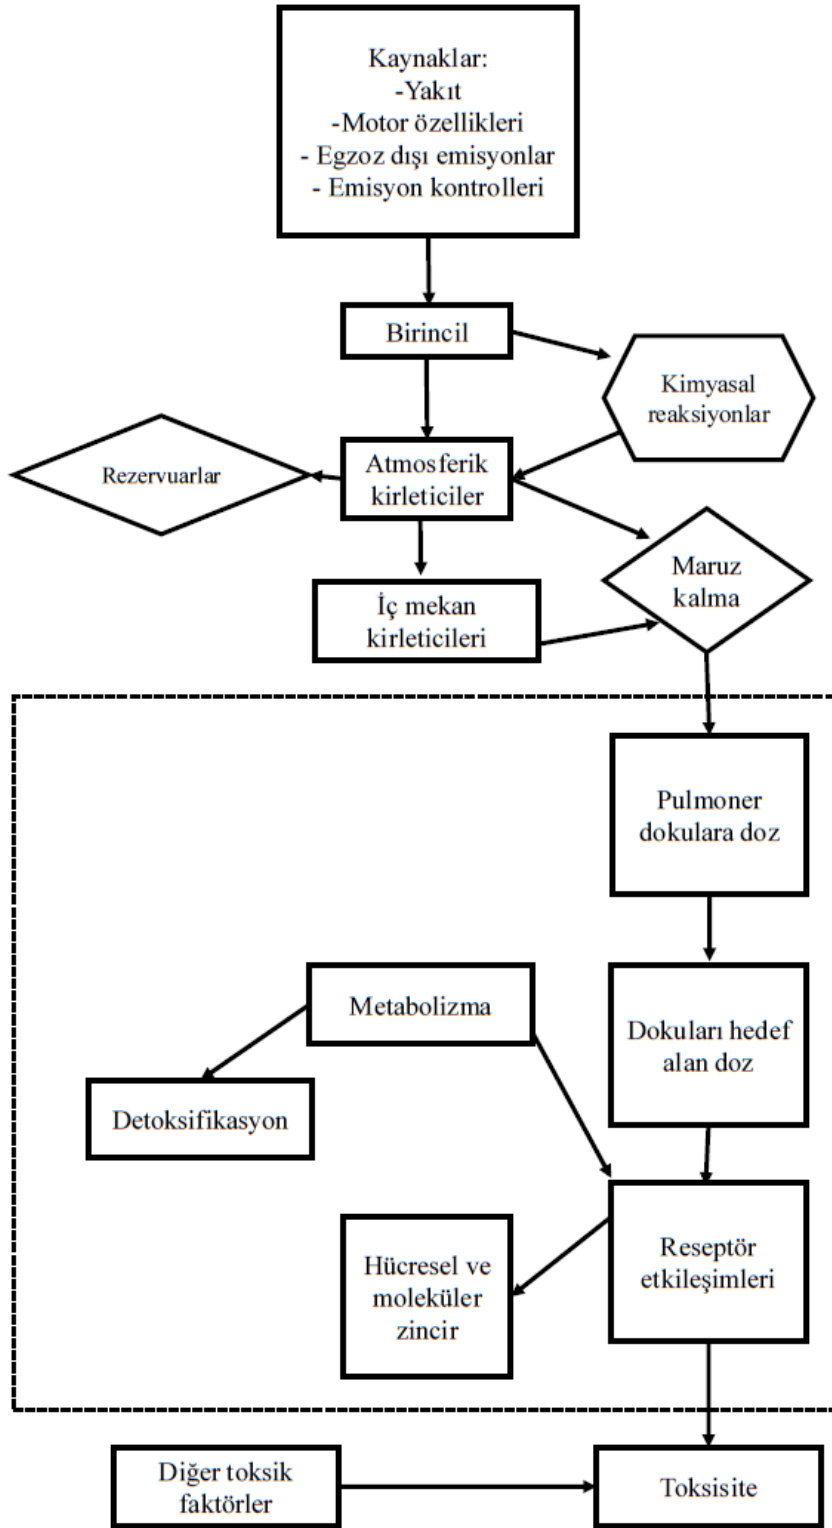 Kaynaklar:
-Yakıt
-Motor özellikleri
- Egzoz dışı emisyonlar
- Emisyon kontrolleri
Birincil
Kimyasal
reaksiyonlar
Rezervuarlar
Atmosferik
kirleticiler
Maruz
kalma
İç mekan
kirleticileri
Pulmoner
dokulara doz
Metabolizma
Dokuları hedef
alan doz
Detoksifikasyon
Hücresel ve
moleküler
zincir
Reseptör
etkileşimleri
Diğer toksik
faktörler
Toksisite